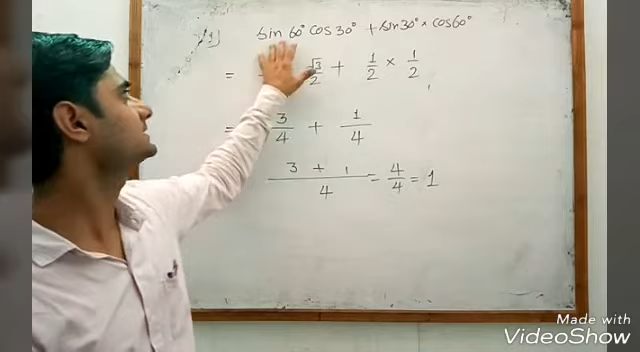 1) sin 60° cos 30° + sin 30° × cos 60°
= √3/2 + 1/2 × 1/2
= 3/4 + 1/4
3 + 1/4 = 4/4 = 1
Made with
VideoShow